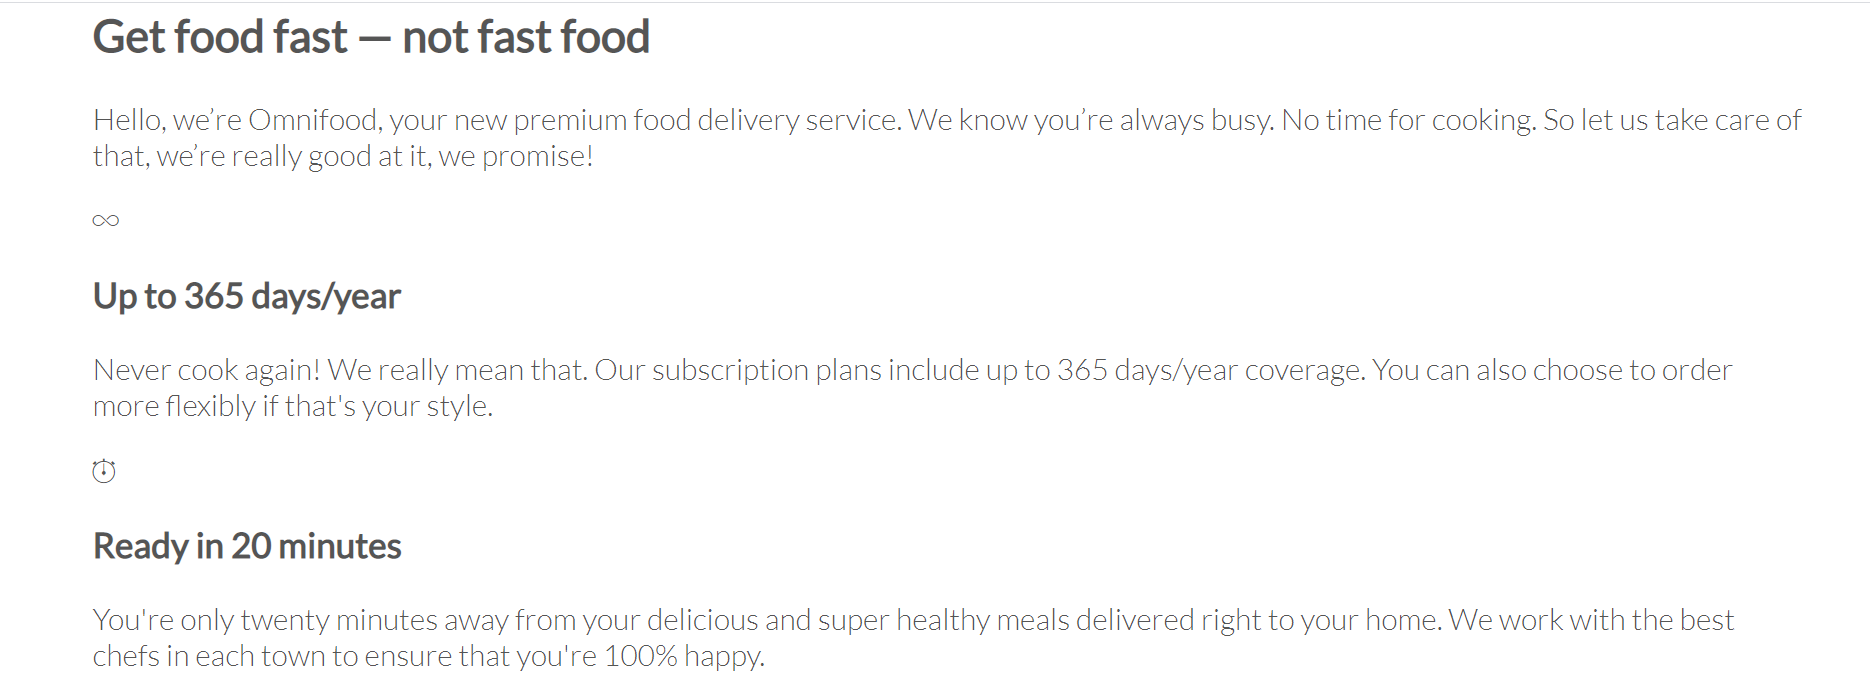 Get food fast — not fast food
Hello, we’re Omnifood, your new premium food delivery service. We know you’re always busy. No time for cooking. So let us take care of
that, we’re really good at it, we promise!
Up to 365 days/year
Never cook again! We really mean that. Our subscription plans include up to 365 days/year coverage. You can also choose to order
more flexibly if that's your style.
Ready in 20 minutes
You're only twenty minutes away from your delicious and super healthy meals delivered right to your home. We work with the best
chefs in each town to ensure that you're 100% happy.